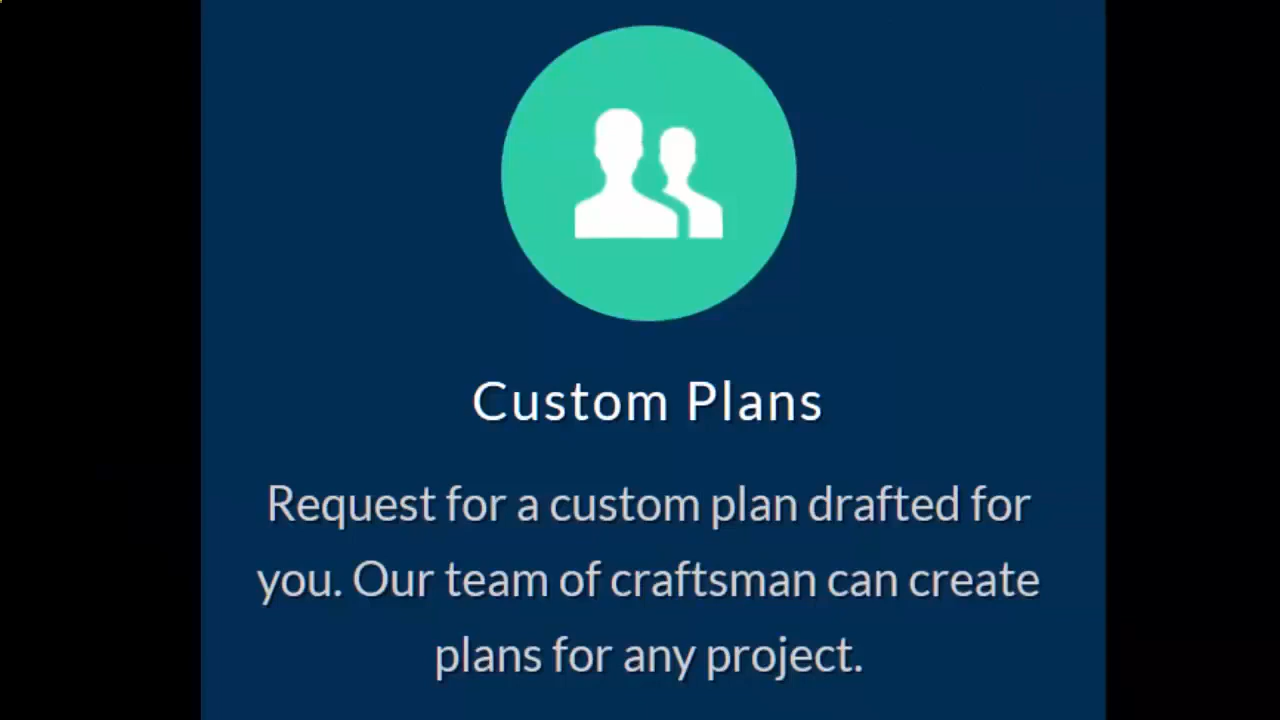 Custom Plans
Request for a custom plan drafted for
you. Our team of craftsman can create
plans for any project.